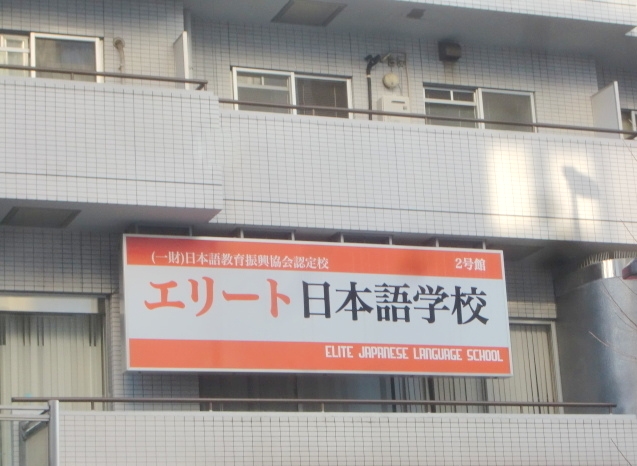 (一財)日本語教育振興協会認定校 2号館
エリート日本語学校
ELITE JAPANESE LANGUAGE SCHOOL